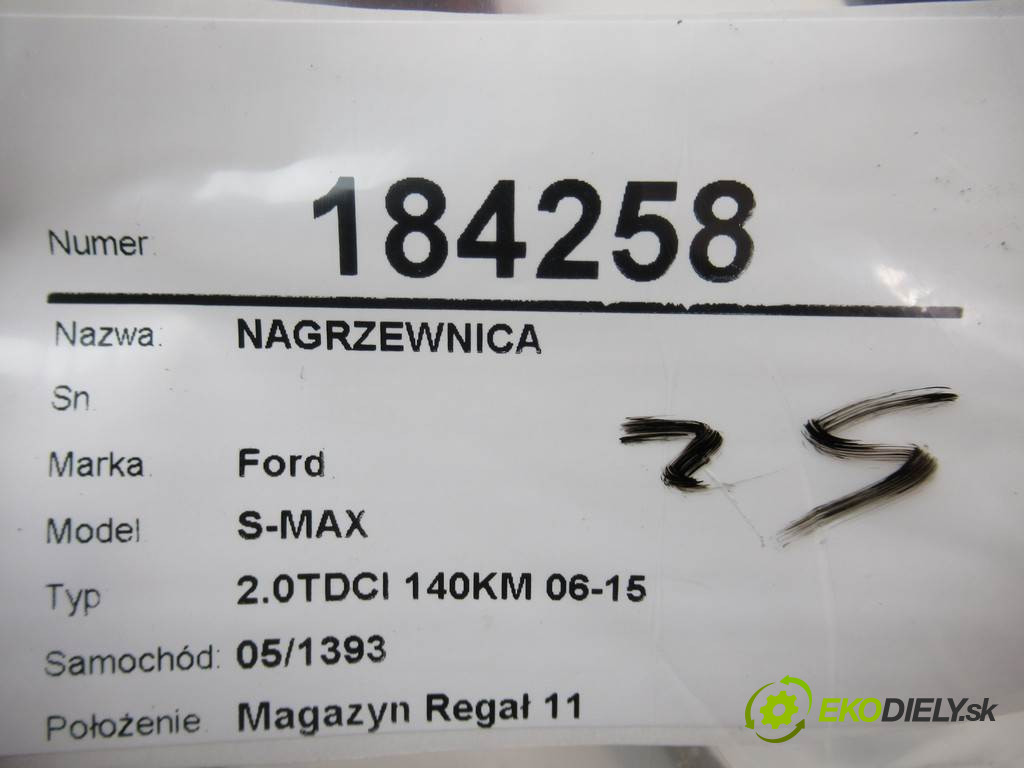 Numer: 184258
Nazwa: NAGRZEWNICA
Sn
Marka Ford
25
Model S-MAX
Typ 2.0TDCI 140KM 06-15
Samochód: 05/1393
Położenie Magazyn Regał 11
EKODIELY.sk